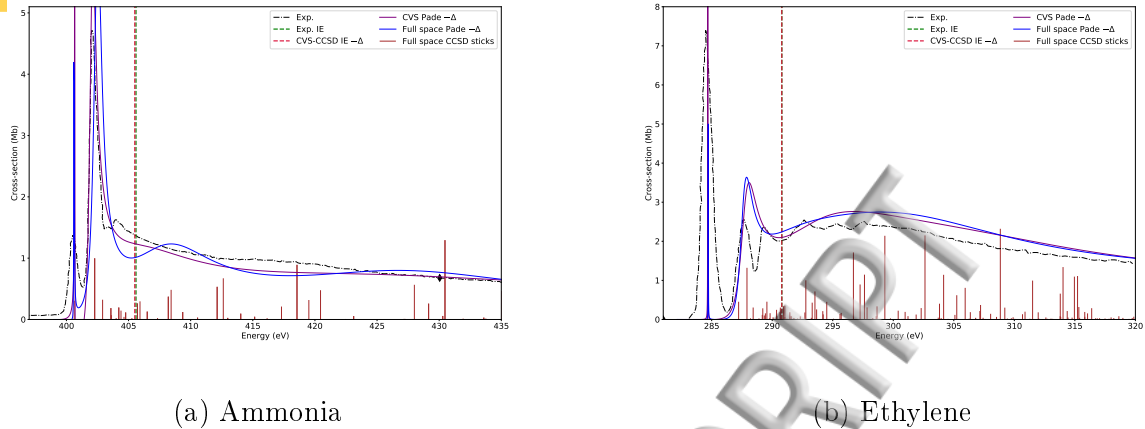 Exp.
Exp. IE
CVS-CCSD IE −Δ
CVS Pade −Δ
Full space Pade −Δ
Full space CCSD sticks
Cross-section (Mb)
5
4
3
2
1
0
400
405
410
415
420
425
430
435
Energy (eV)
(a) Ammonia
Exp.
Exp. IE
CVS-CCSD IE −Δ
CVS Pade −Δ
Full space Pade −Δ
Full space CCSD sticks
Cross-section (Mb)
8
7
6
5
4
3
2
1
0
285
290
295
300
305
310
315
320
Energy (eV)
(b) Ethylene
RIPT